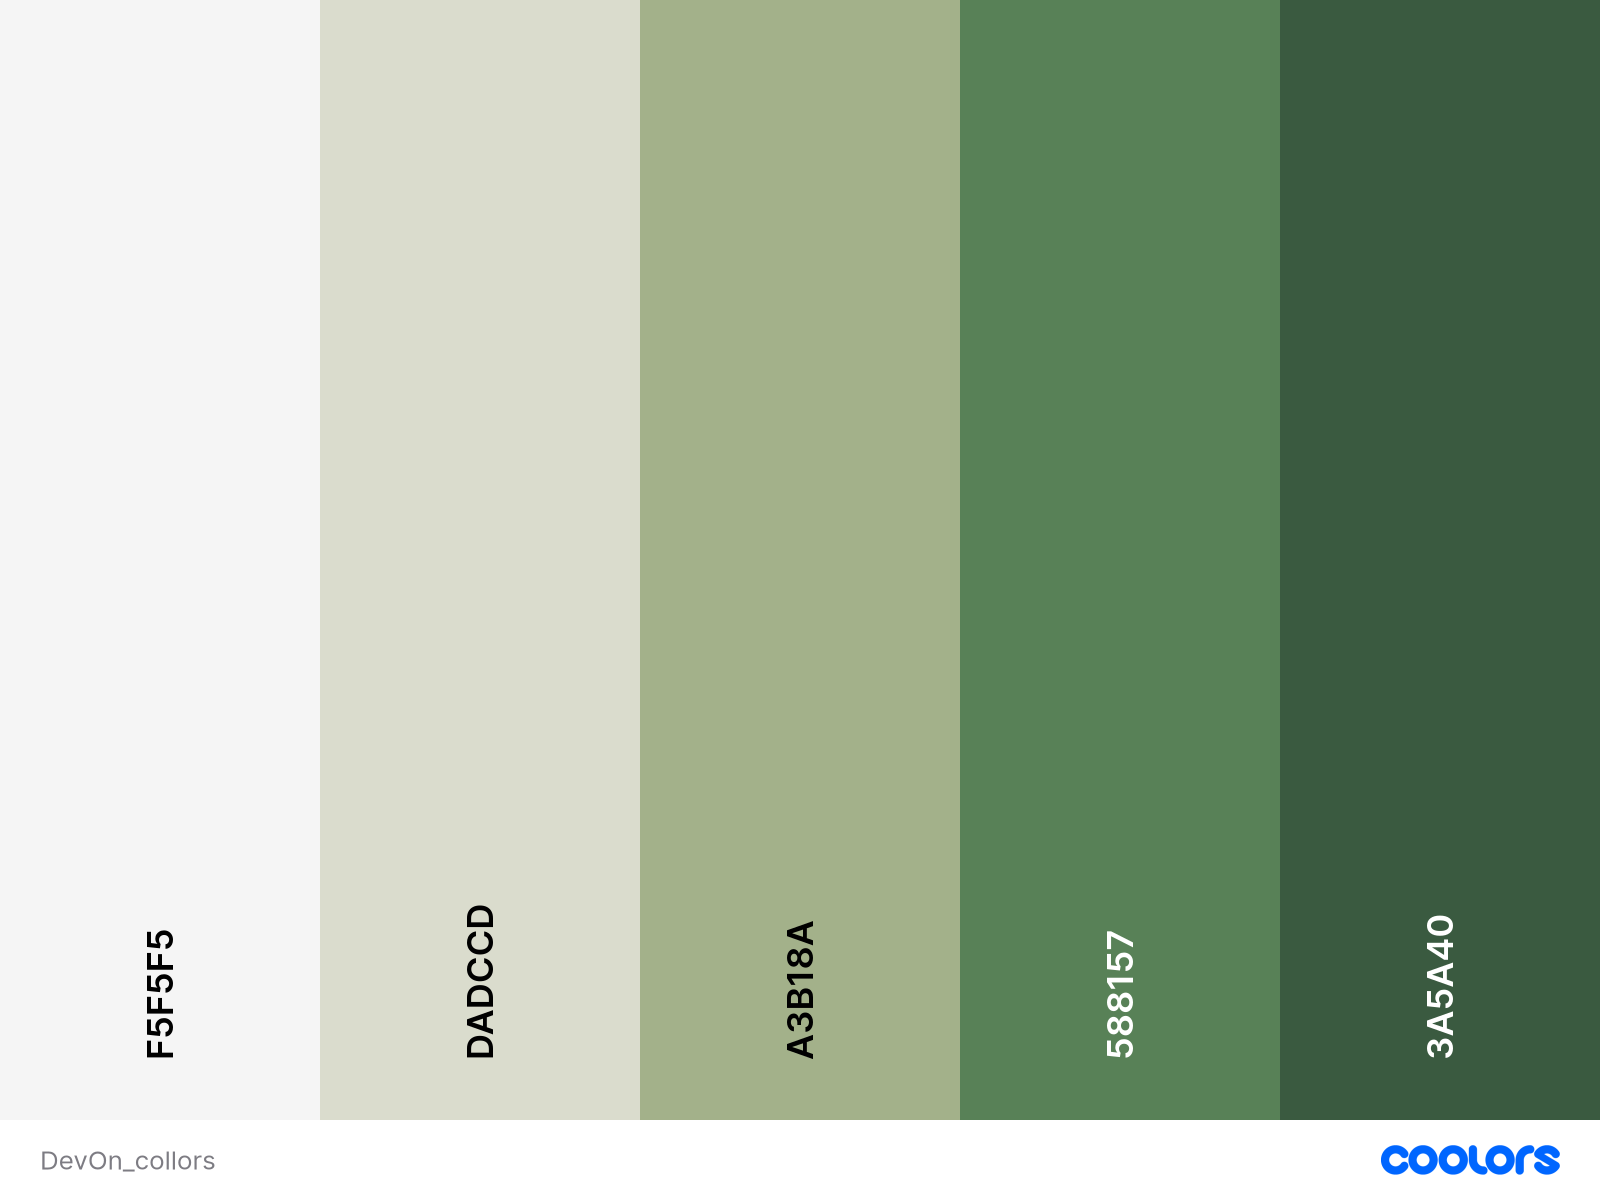 F5F5F5
DADCCD
A3B18A
588157
3A5A40
DevOn_collors
coolors